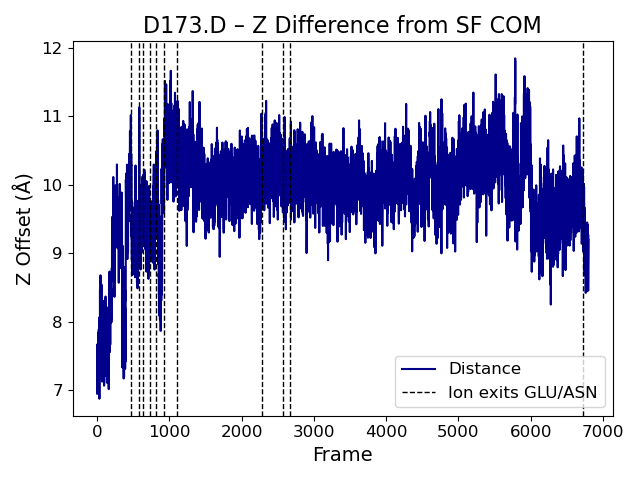 D173.D – Z Difference from SF COM
12
11
10
9
8
7
Z Offset (Å)
0 1000 2000 3000 4000 5000 6000 7000
Frame
Distance
Ion exits GLU/ASN